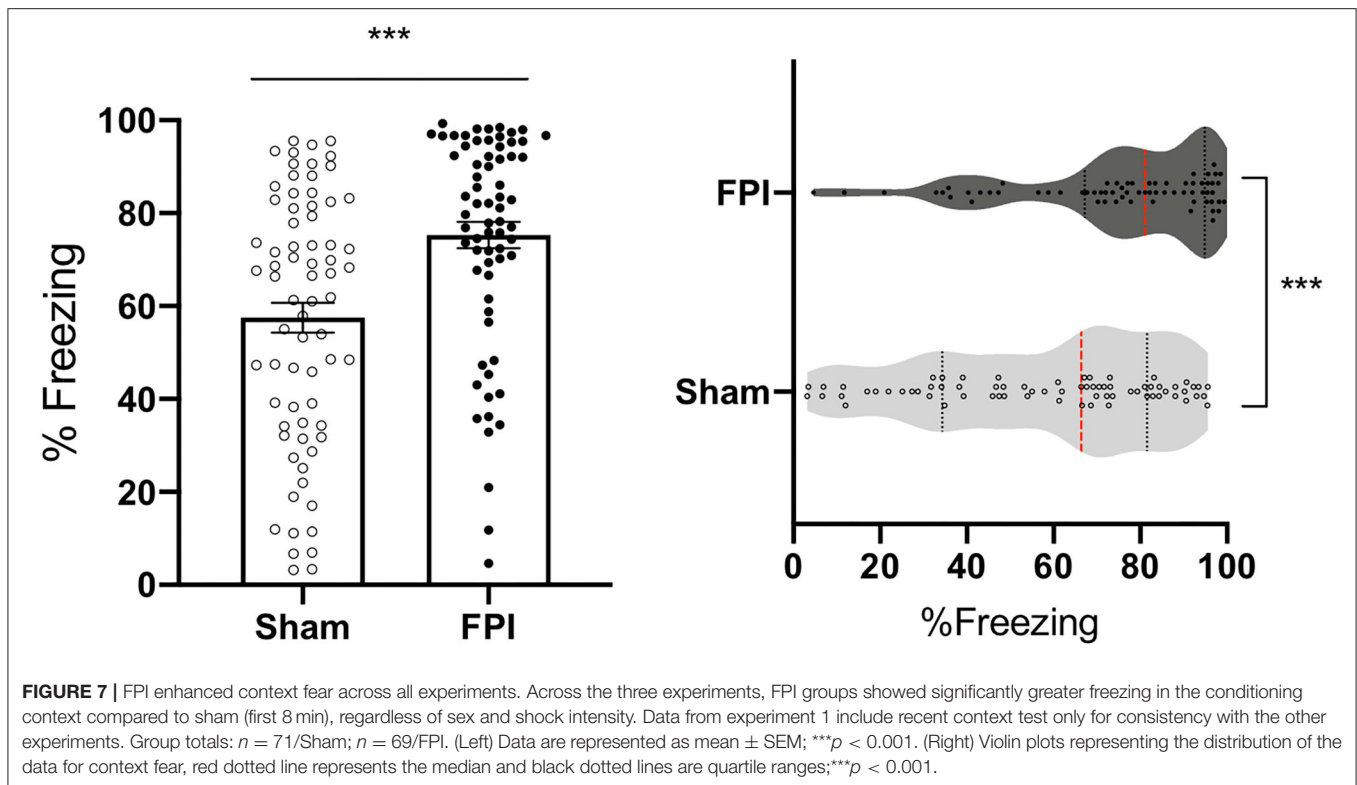 ***
100
80
60
40
20
0
% Freezing
Sham
FPI
FPI
Sham
***
0 20 40 60 80 100
%Freezing
FIGURE 7 | FPI enhanced context fear across all experiments. Across the three experiments, FPI groups showed significantly greater freezing in the conditioning
context compared to sham (first 8 min), regardless of sex and shock intensity. Data from experiment 1 include recent context test only for consistency with the other
experiments. Group totals: n = 71/Sham; n = 69/FPI. (Left) Data are represented as mean ± SEM; ***p < 0.001. (Right) Violin plots representing the distribution of the
data for context fear, red dotted line represents the median and black dotted lines are quartile ranges;***p < 0.001.